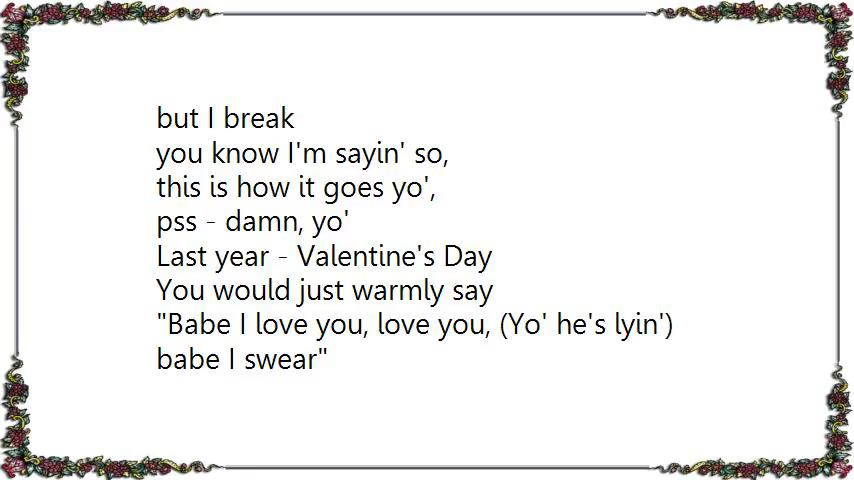 but I break
you know I'm sayin' so,
this is how it goes yo',
pss - damn, yo'
Last year - Valentine's Day
You would just warmly say
"Babe I love you, love you, (Yo' he's lyin')
babe I swear"